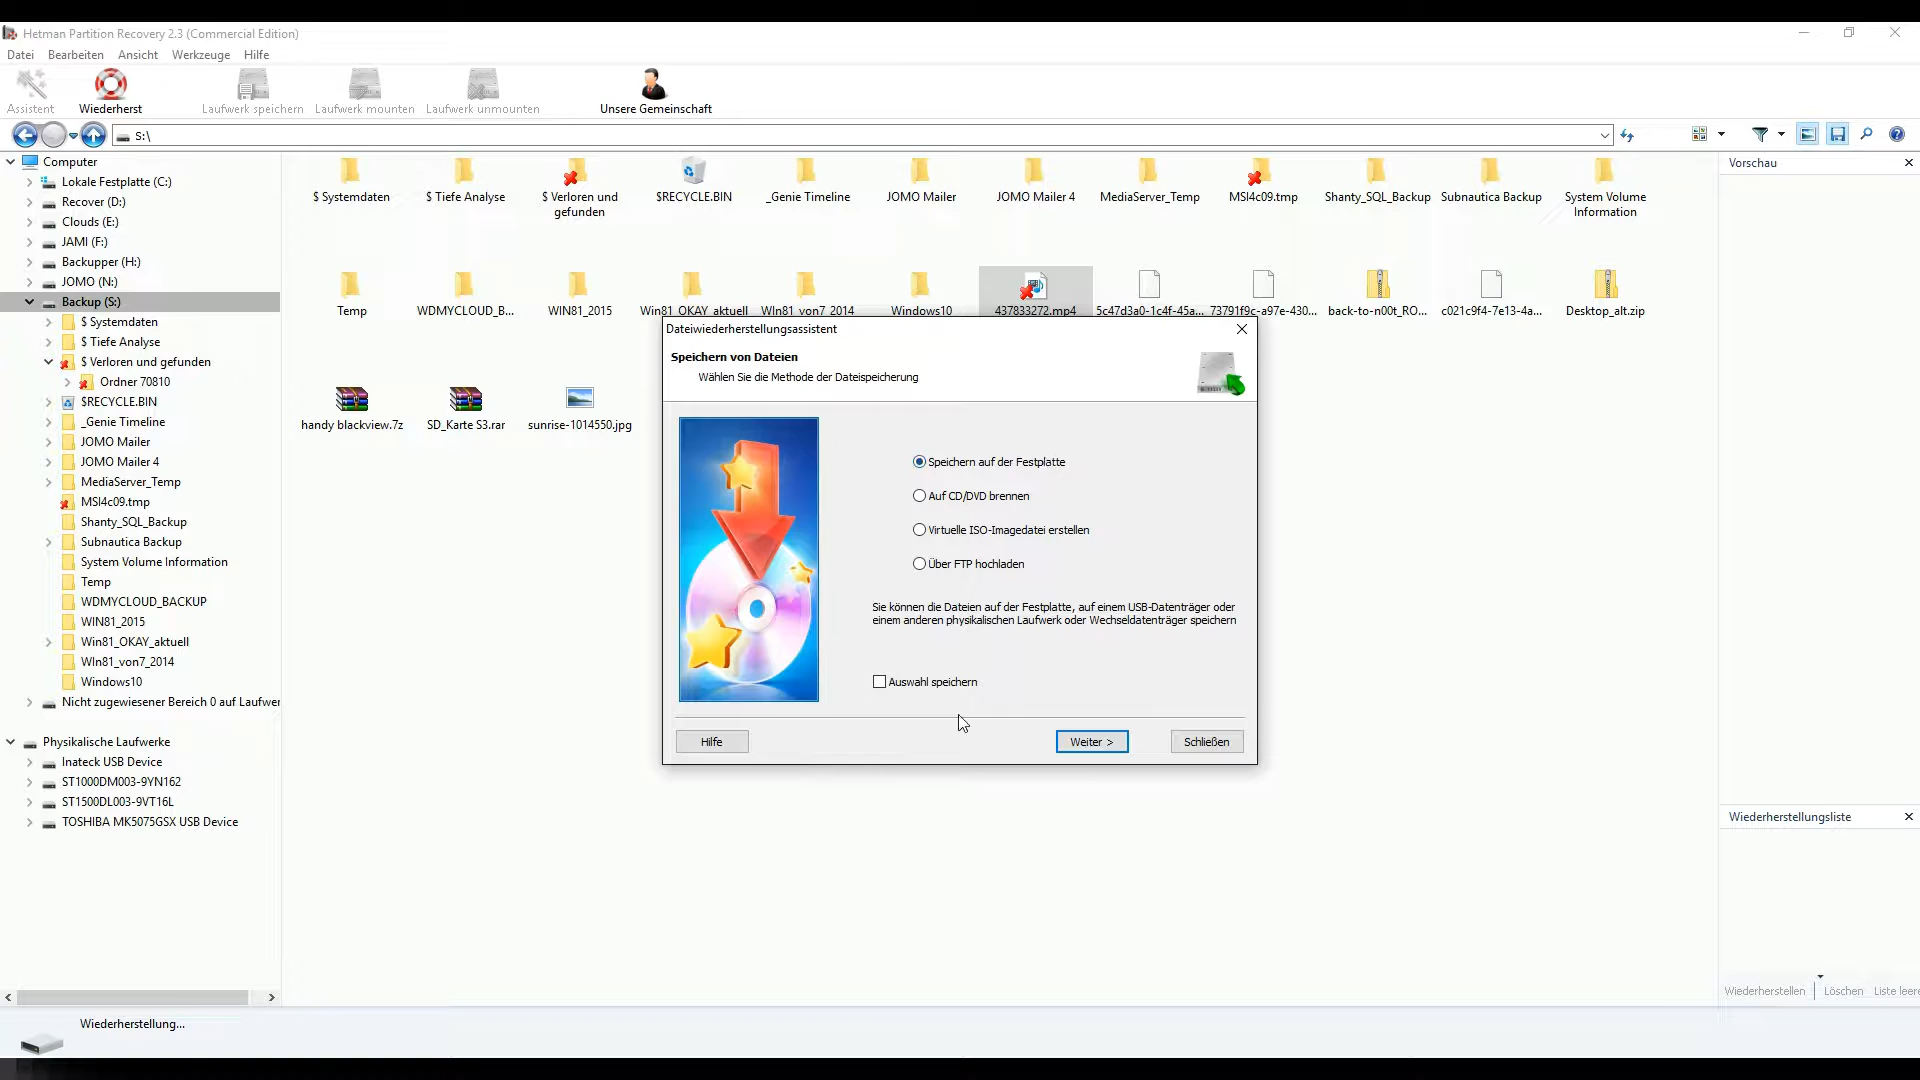 Hetman Partition Recovery 2.3 (Commercial Edition)
Datei Bearbeiten Ansicht Werkzeuge Hilfe
Assistent Wiederherst Laufwerk speichern Laufwerk mounten Laufwerk unmounten Unsere Gemeinschaft
S:\
Computer
Lokale Festplatte (C:)
Recover (D:)
Clouds (E:)
JAMI (F:)
Backupper (H:)
JOMO (N:)
Backup (S:)
$ Systemdaten
$ Tiefe Analyse
$ Verloren und gefunden
Ordner 70810
$RECYCLE.BIN
_Genie Timeline
JOMO Mailer
JOMO Mailer 4
MediaServer_Temp
MSI4c09.tmp
Shanty_SQL_Backup
Subnautica Backup
System Volume Information
Temp
WDMYCLOUD_BACKUP
WIN81_2015
Win81_OKAY_aktuell
WIn81_von7_2014
Windows10
Nicht zugewiesener Bereich 0 auf Laufwer
Physikalische Laufwerke
Inateck USB Device
ST1000DM003-9YN162
ST1500DL003-9VT16L
TOSHIBA MK5075GSX USB Device
$ Systemdaten
$ Tiefe Analyse
$ Verloren und
gefunden
$RECYCLE.BIN
_Genie Timeline
JOMO Mailer
JOMO Mailer 4
MediaServer_Temp
MSI4c09.tmp
Shanty_SQL_Backup
Subnautica Backup
System Volume
Information
Temp
WDMYCLOUD_B...
WIN81_2015
Win81_OKAY_aktuell
WIn81_von7_2014
Windows10
437833272.mp4
5c47d3a0-1c4f-45a...
73791f9c-a97e-430...
back-to-n00t_RO...
c021c9f4-7e13-4a...
Desktop_alt.zip
handy blackview.7z
SD_Karte S3.rar
sunrise-1014550.jpg
Dateiwiederherstellungsassistent
Speichern von Dateien
Wählen Sie die Methode der Dateispeicherung
Speichern auf der Festplatte
Auf CD/DVD brennen
Virtuelle ISO-Imagedatei erstellen
Über FTP hochladen
Sie können die Dateien auf der Festplatte, auf einem USB-Datenträger oder
einem anderen physikalischen Laufwerk oder Wechseldatenträger speichern
Auswahl speichern
Hilfe
Weiter >
Schließen
Vorschau
Wiederherstellungsliste
Wiederherstellen Löschen Liste leere
Wiederherstellung...